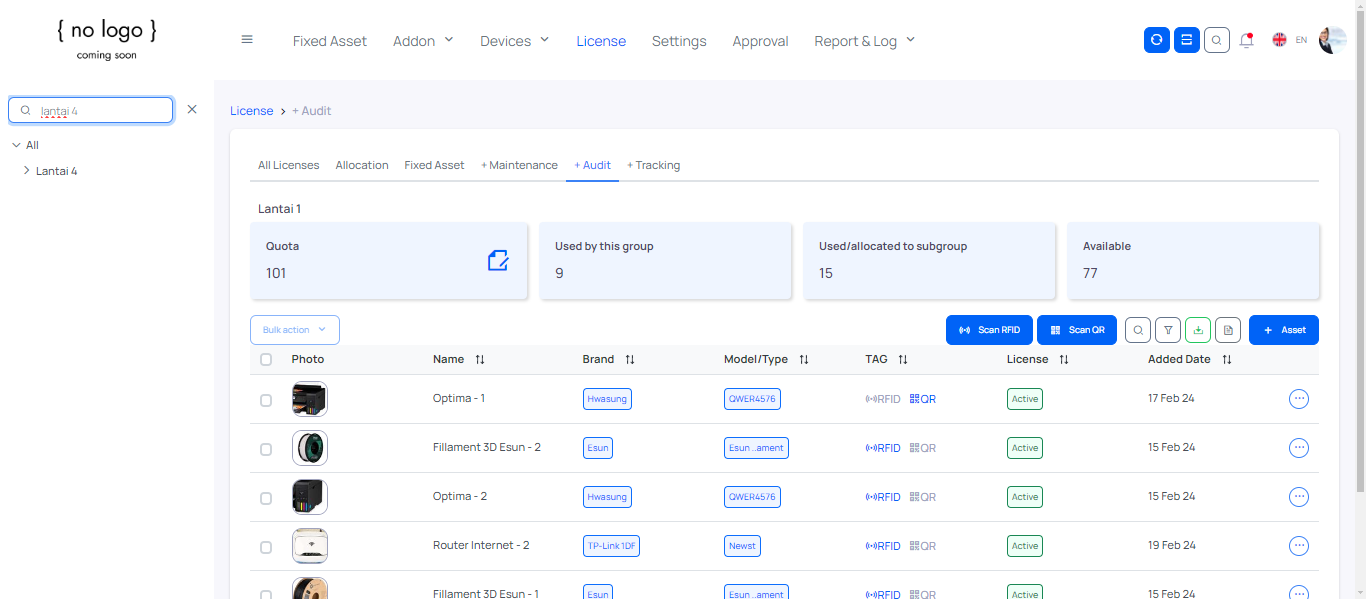 { no logo }
coming soon
Fixed Asset Addon Devices License Settings Approval Report & Log EN
lantai 4
All
Lantai 4
License > + Audit
All Licenses Allocation Fixed Asset + Maintenance + Audit + Tracking
Lantai 1
Quota Used by this group Used/allocated to subgroup Available
101 9 15 77
Bulk action Scan RFID Scan QR + Asset
Photo Name Brand Model/Type TAG License Added Date
Optima - 1 Hwasung QWER4576 RFID QR Active 17 Feb 24
Fillament 3D Esun - 2 Esun Esun ..ament RFID QR Active 15 Feb 24
Optima - 2 Hwasung QWER4576 RFID QR Active 15 Feb 24
Router Internet - 2 TP-Link 1DF Newst RFID QR Active 19 Feb 24
Fillament 3D Esun - 1 Esun Esun ..ament RFID QR Active 15 Feb 24